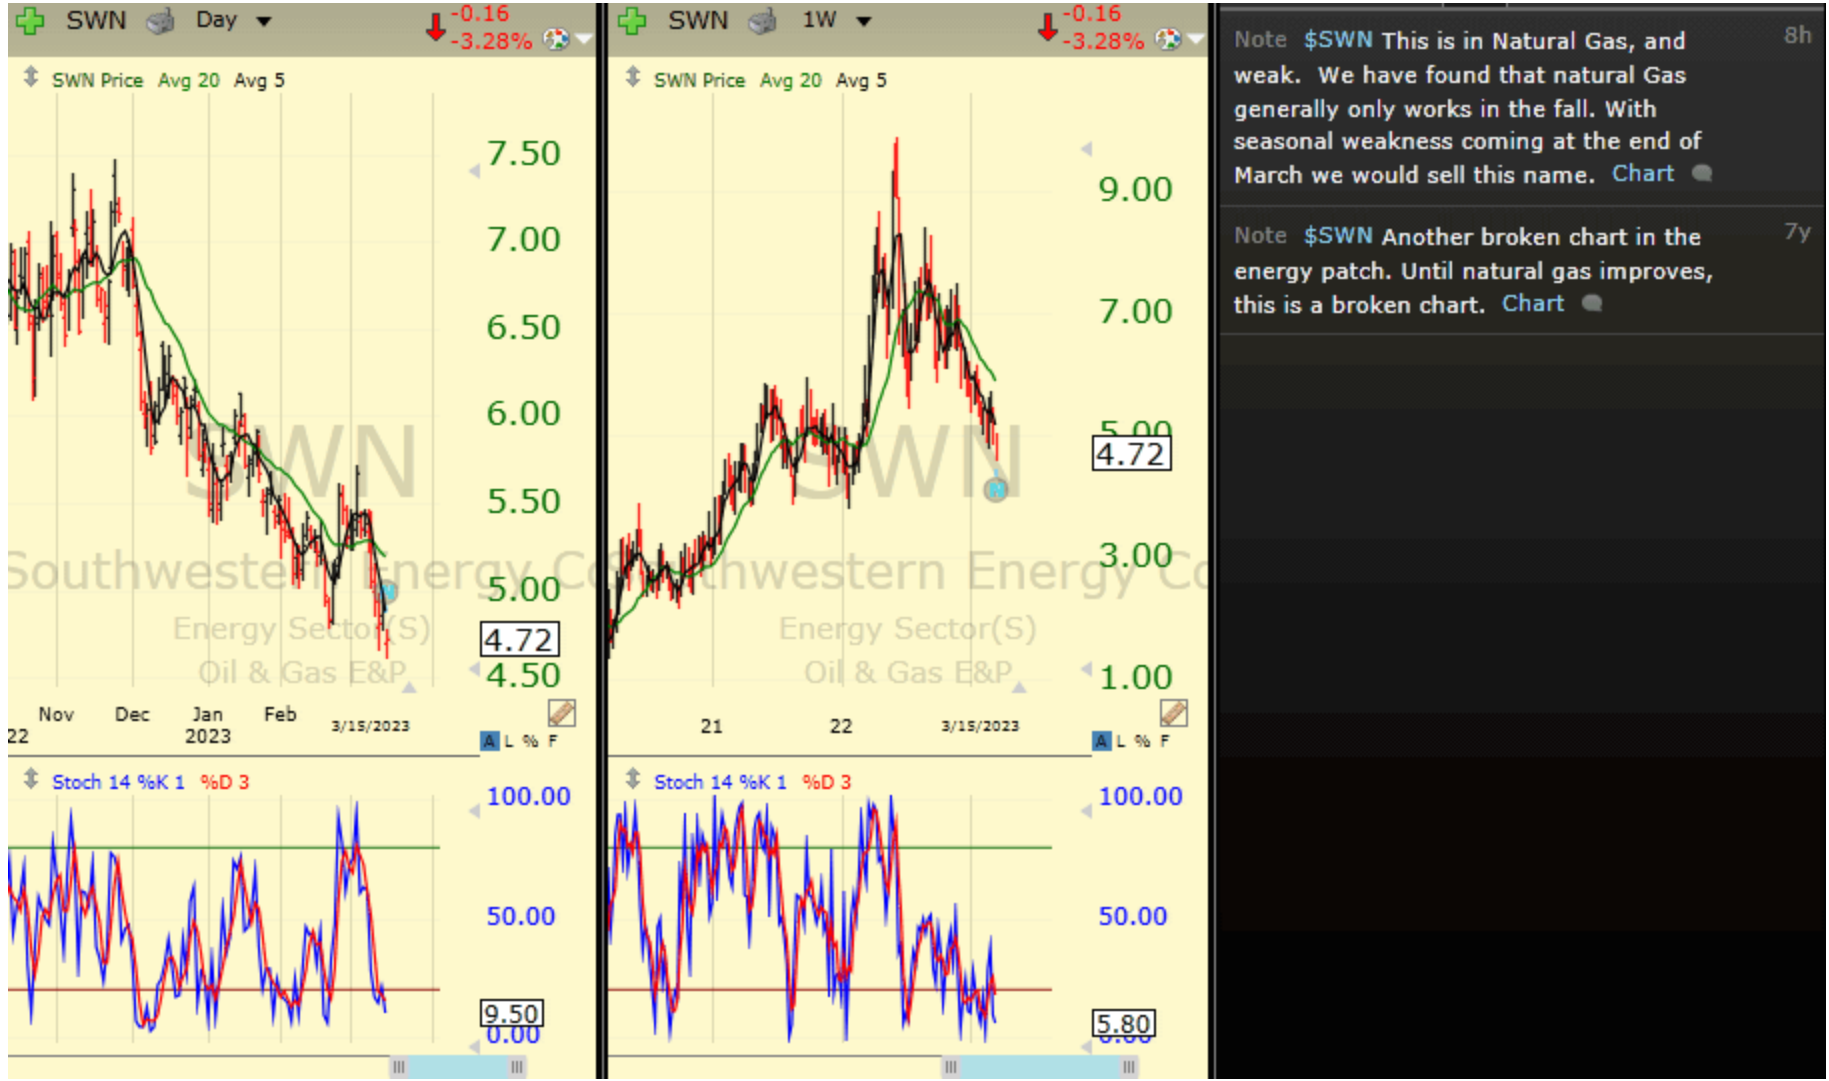 SWN Day
-0.16
-3.28%
SWN Price Avg 20 Avg 5
7.50
7.00
6.50
6.00
5.50
5.00
4.72
4.50
SWN
Southwestern Energy Co
Energy Sector(S)
Oil & Gas E&P
Nov Dec Jan Feb 3/15/2023
22 2023
A L % F
Stoch 14 %K 1 %D 3
100.00
50.00
9.50
0.00
SWN 1W
-0.16
-3.28%
SWN Price Avg 20 Avg 5
9.00
7.00
5.00
4.72
3.00
1.00
SWN
Southwestern Energy Co
Energy Sector(S)
Oil & Gas E&P
N
21 22 3/15/2023
A L % F
Stoch 14 %K 1 %D 3
100.00
50.00
5.80
0.00
Note $SWN This is in Natural Gas, and 8h
weak. We have found that natural Gas
generally only works in the fall. With
seasonal weakness coming at the end of
March we would sell this name. Chart
Note $SWN Another broken chart in the 7y
energy patch. Until natural gas improves,
this is a broken chart. Chart